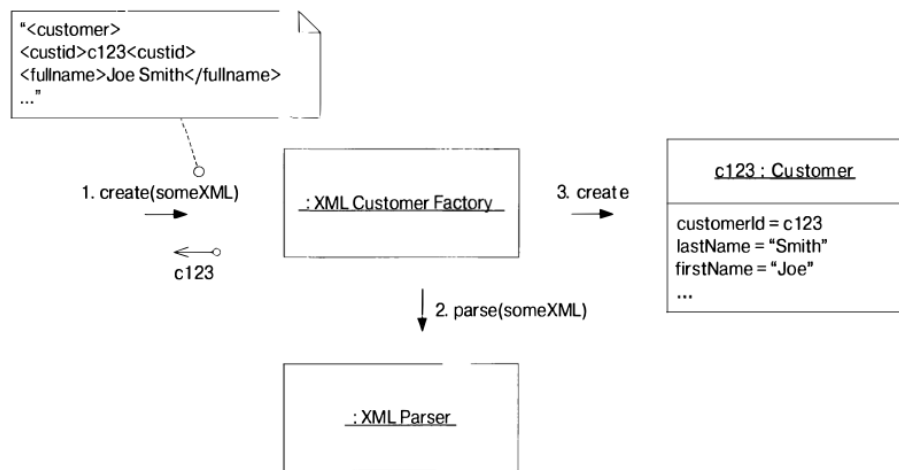 “<customer>
<custid>c123<custid>
<fullname>Joe Smith</fullname>
...”
1. create(someXML)
c123
: XML Customer Factory
3. create
c123 : Customer
customerId = c123
lastName = “Smith”
firstName = “Joe”
...
2. parse(someXML)
: XML Parser